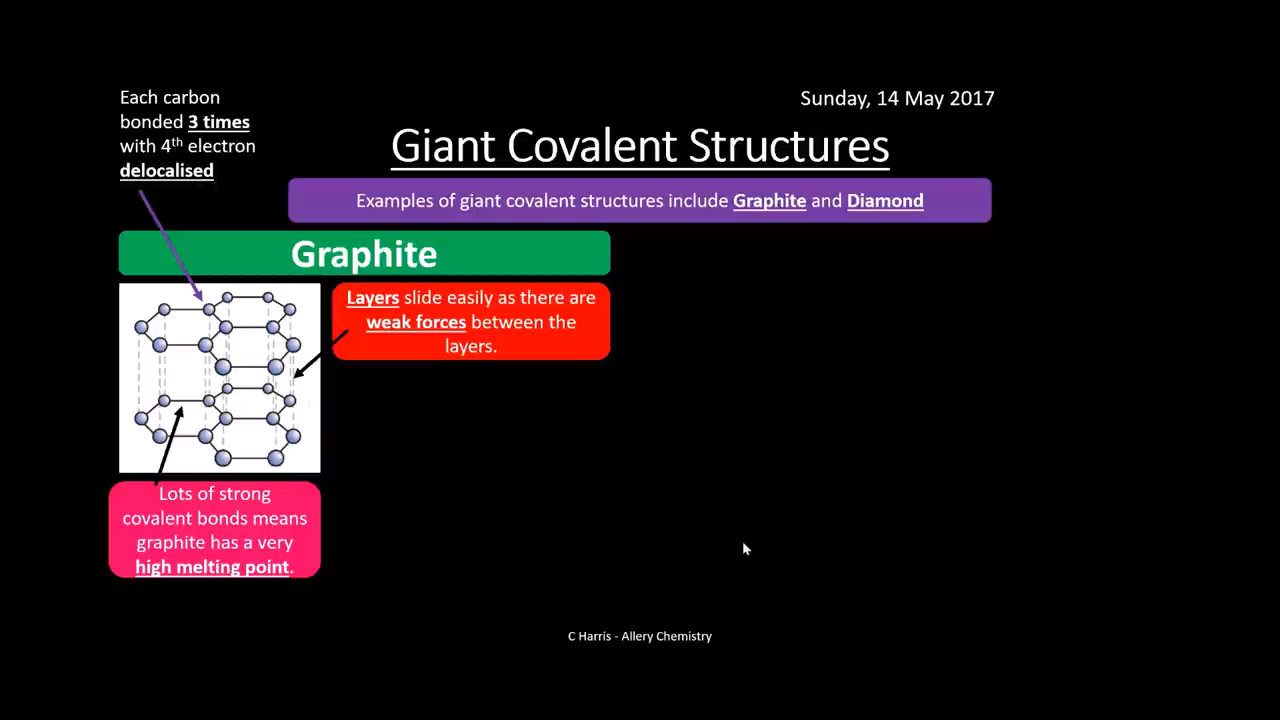 Each carbon
bonded 3 times
with 4th electron
delocalised
Sunday, 14 May 2017
Giant Covalent Structures
Examples of giant covalent structures include Graphite and Diamond
Graphite
Layers slide easily as there are
weak forces between the
layers.
Lots of strong
covalent bonds means
graphite has a very
high melting point.
C Harris - Allery Chemistry